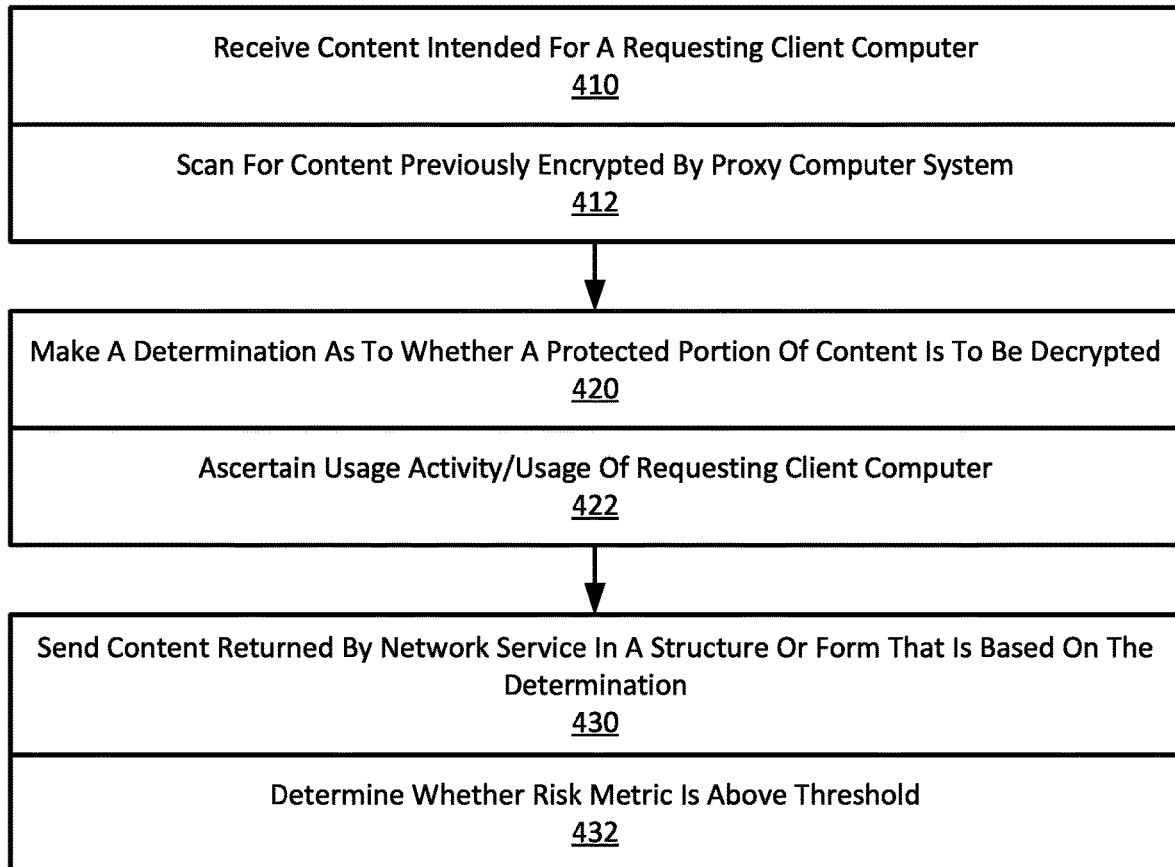 Receive Content Intended For A Requesting Client Computer
410
Scan For Content Previously Encrypted By Proxy Computer System
412
Make A Determination As To Whether A Protected Portion Of Content Is To Be Decrypted
420
Ascertain Usage Activity/Usage Of Requesting Client Computer
422
Send Content Returned By Network Service In A Structure Or Form That Is Based On The
Determination
430
Determine Whether Risk Metric Is Above Threshold
432